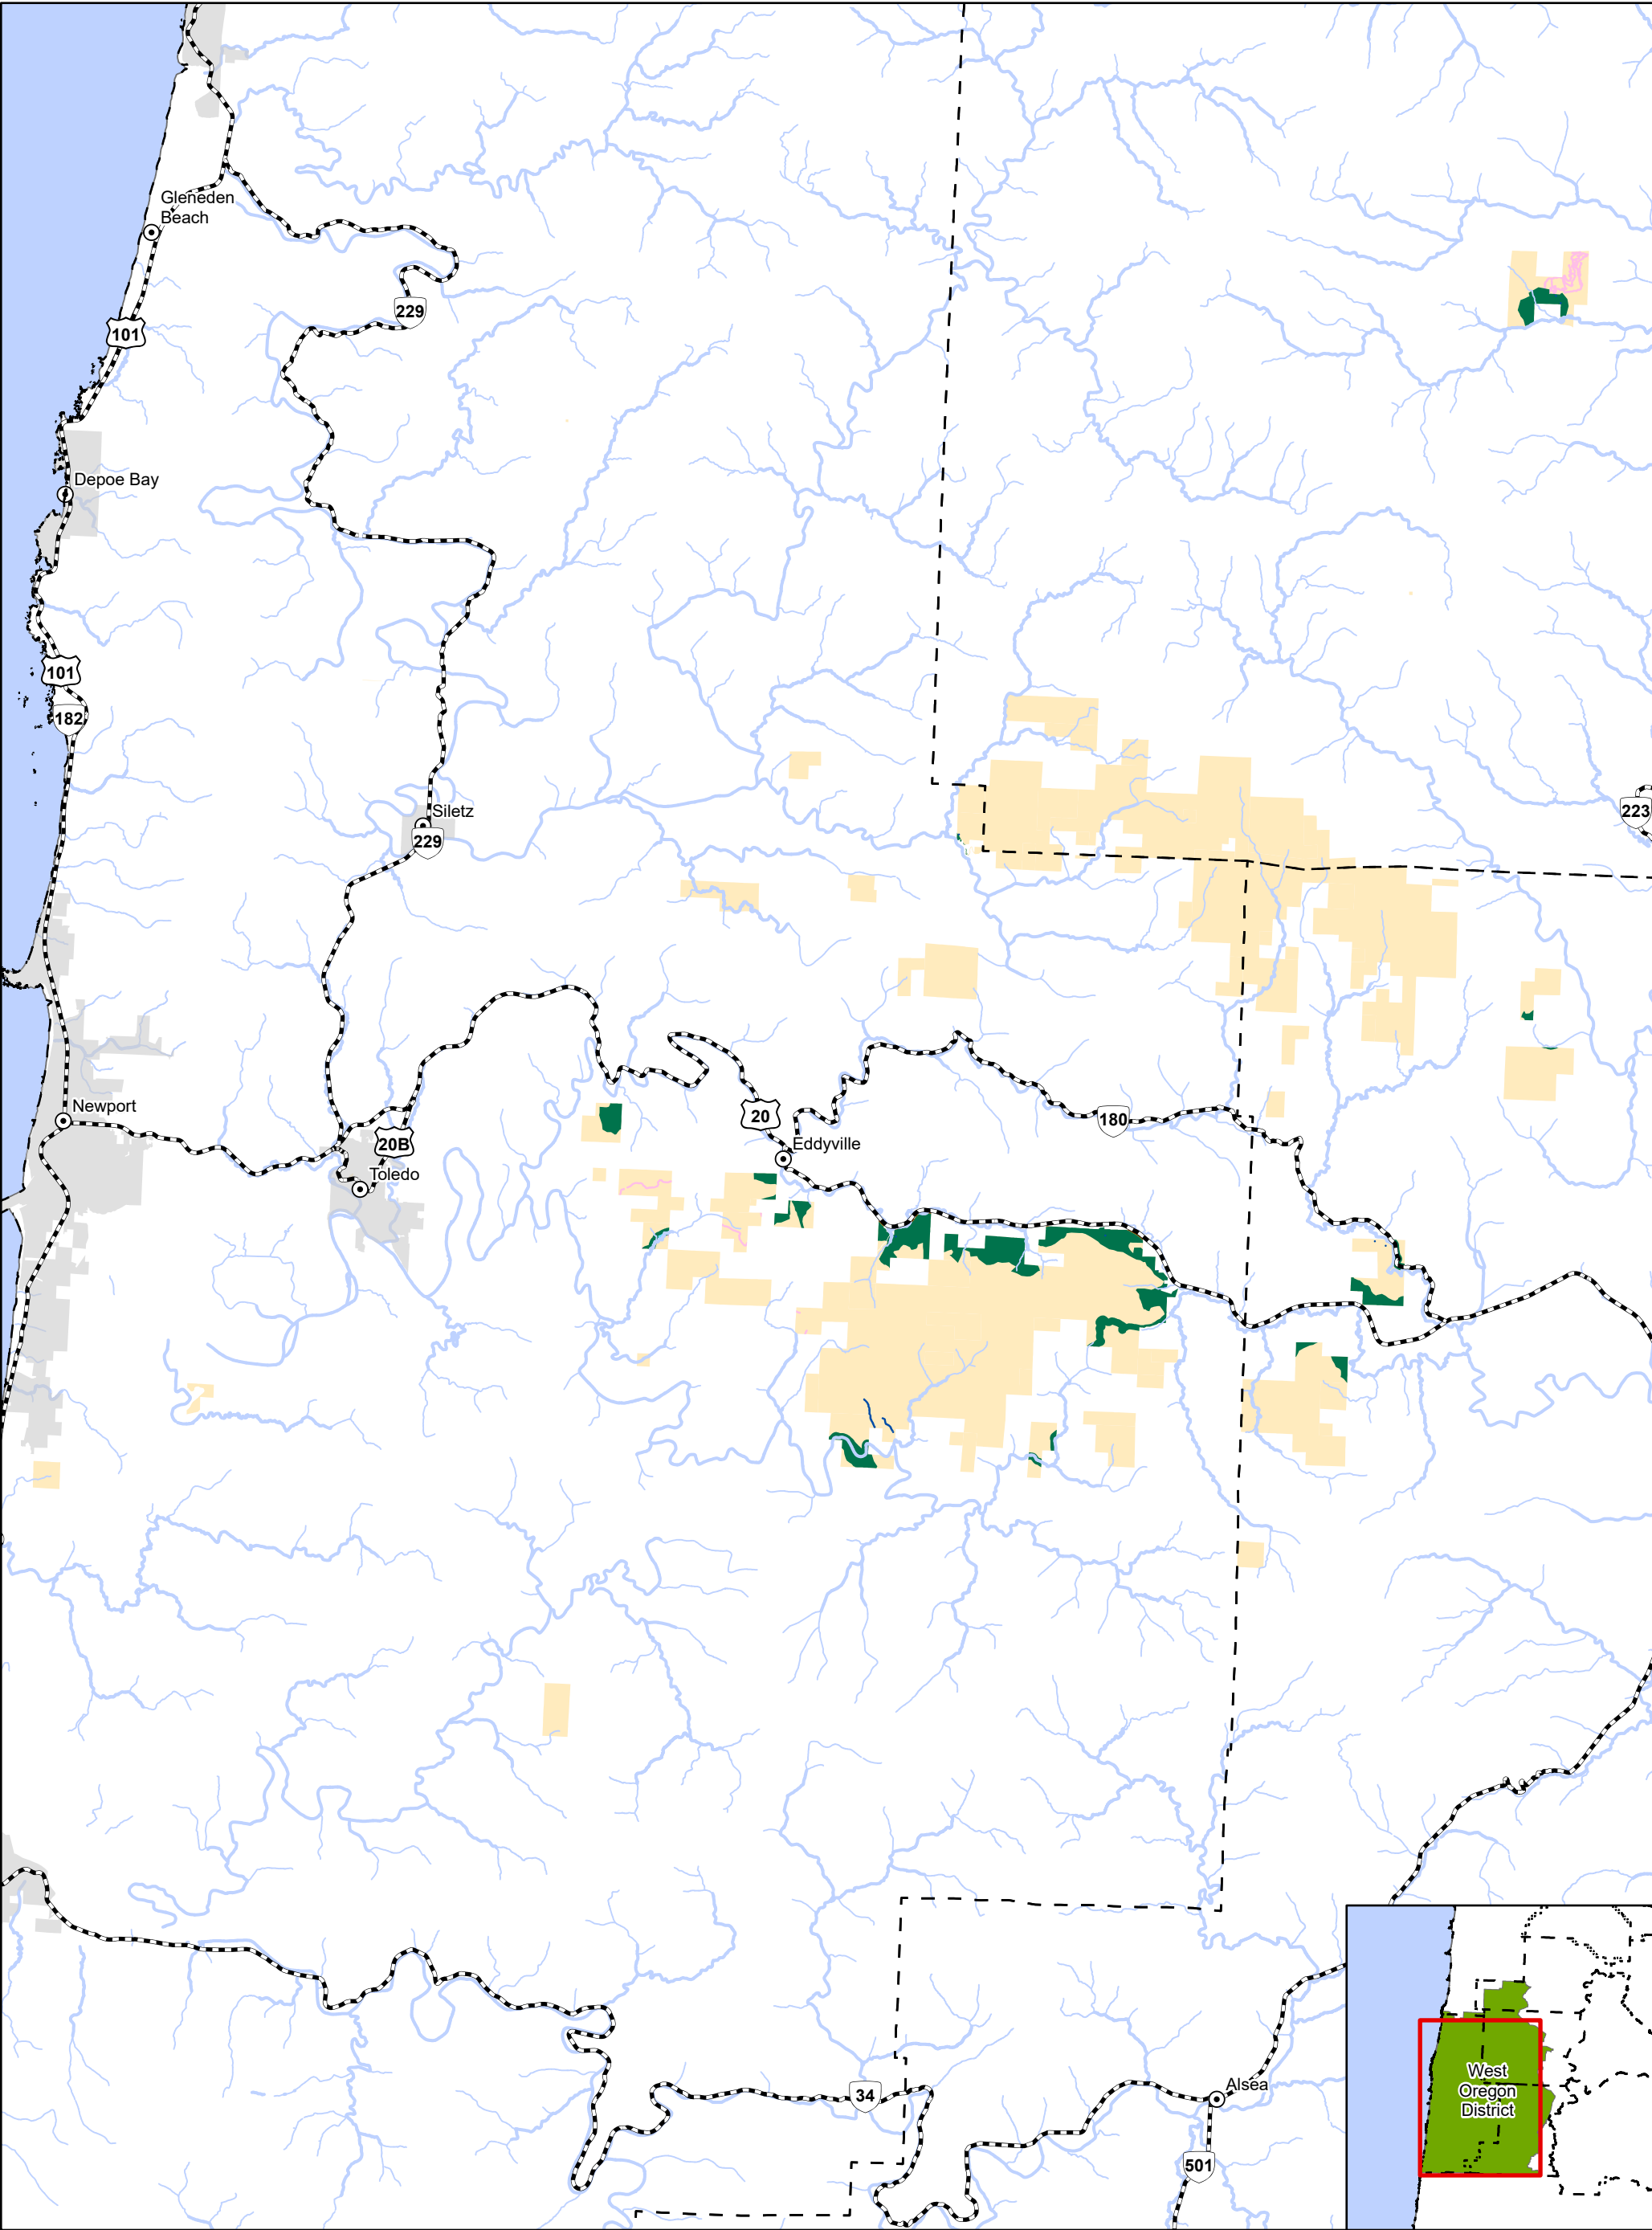 Gleneden
Beach
229
101
Depoe Bay
101
182
Siletz
229
223
Newport
20
180
20B
Eddyville
Toledo
34
Alsea
501
West
Oregon
District